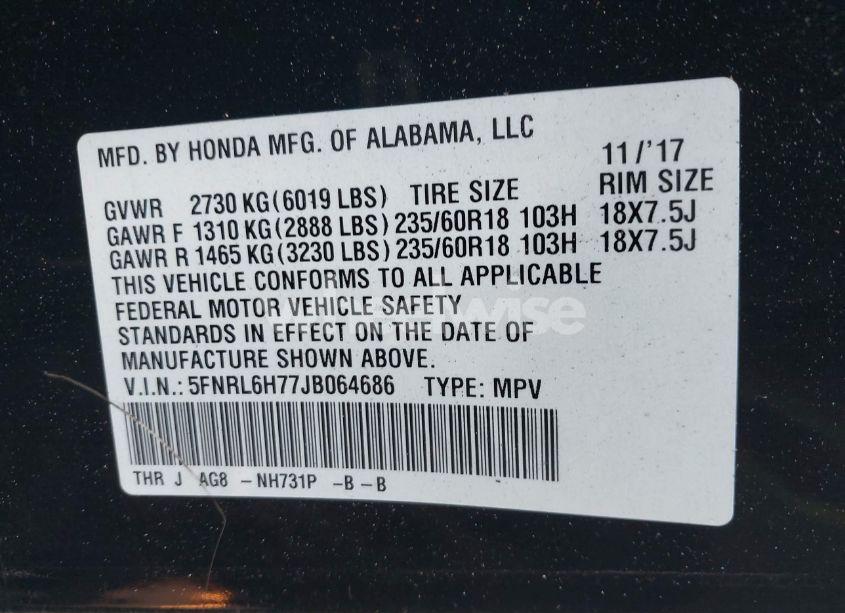 MFD. BY HONDA MFG. OF ALABAMA, LLC 11/'17
GVWR 2730 KG(6019 LBS) TIRE SIZE RIM SIZE
GAWR F 1310 KG(2888 LBS) 235/60R18 103H 18X7.5J
GAWR R 1465 KG(3230 LBS) 235/60R18 103H 18X7.5J
THIS VEHICLE CONFORMS TO ALL APPLICABLE
FEDERAL MOTOR VEHICLE SAFETY
STANDARDS IN EFFECT ON THE DATE OF
MANUFACTURE SHOWN ABOVE.
V.I.N.: 5FNRL6H77JB064686 TYPE: MPV
THR J AG8 - NH731P -B - B